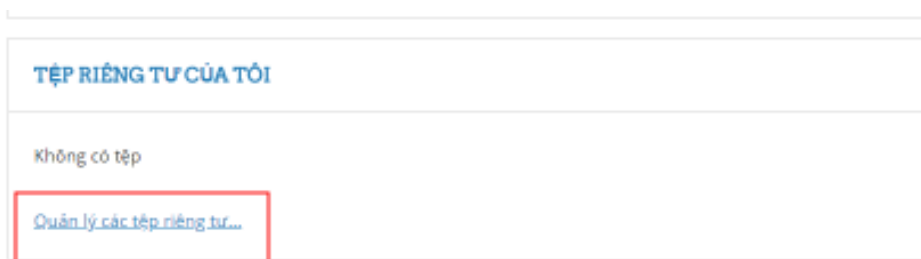 TỆP RIÊNG TƯ CỦA TÔI
Không có tệp
Quản lý các tệp riêng tư...